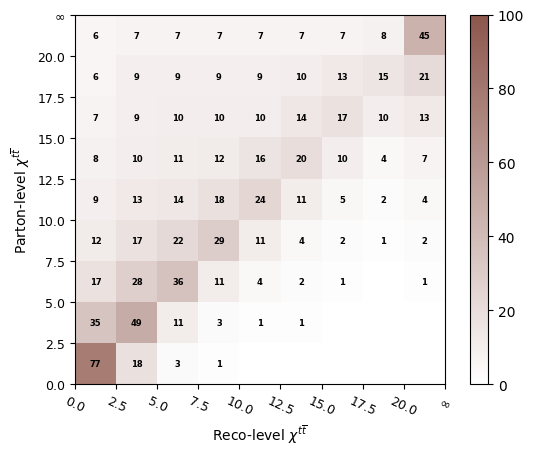 ∞ 6 7 7 7 7 7 7 8 45 100
20.0
6 9 9 9 9 10 13 15 21
17.5 80
7 9 10 10 10 14 17 10 13
15.0
8 10 11 12 16 20 10 4 7 60
12.5
9 13 14 18 24 11 5 2 4
10.0 40
12 17 22 29 11 4 2 1 2
7.5
17 28 36 11 4 2 1 1
5.0 20
35 49 11 3 1 1
2.5
77 18 3 1
0.0 0
0.0 2.5 5.0 7.5 10.0 12.5 15.0 17.5 20.0 ∞
Parton-level χ^{tt̅}
Reco-level χ^{tt̅}